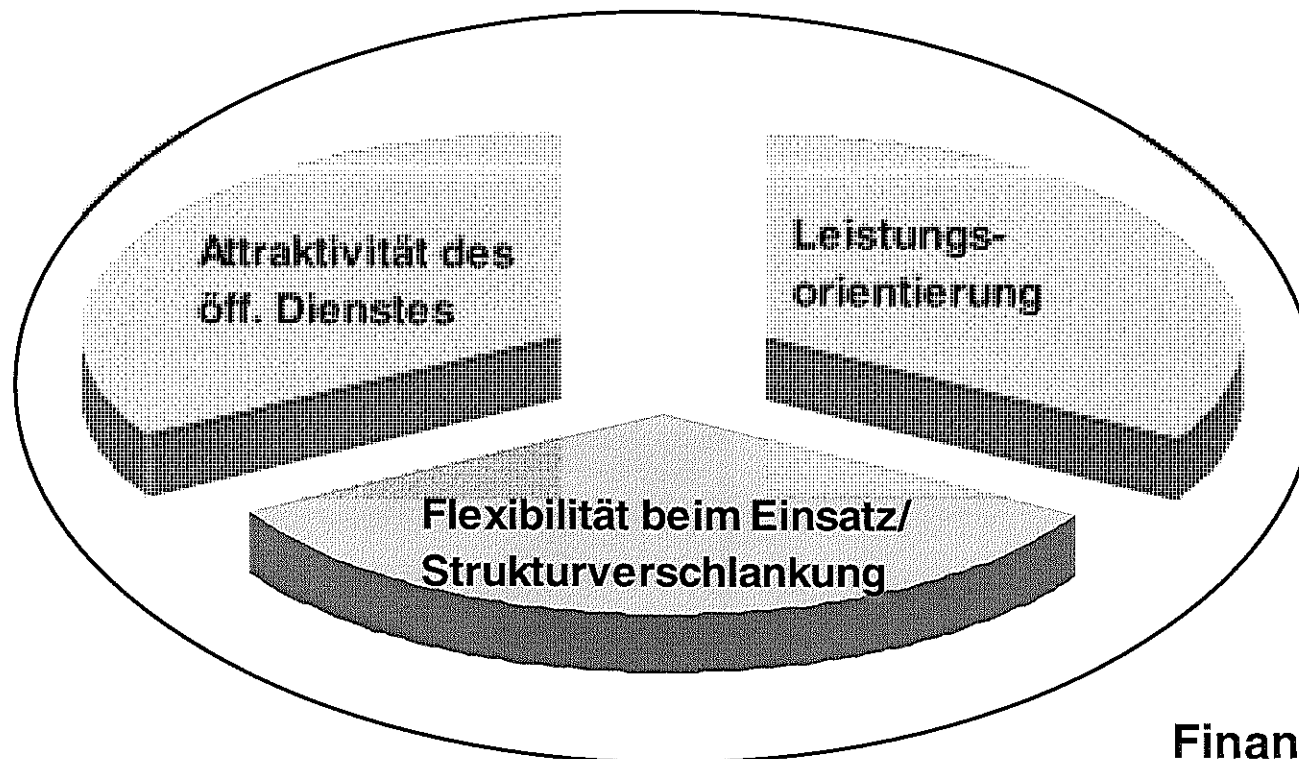 Attraktivität des
öff. Dienstes
Leistungs-
orientierung
Flexibilität beim Einsatz/
Strukturverschlankung
Finan